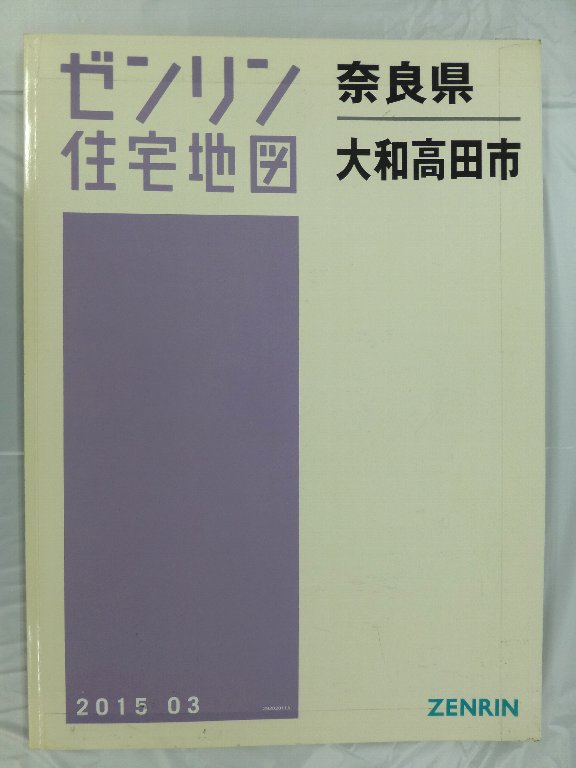 ゼンリン
住宅地図
奈良県
大和高田市
2015 03
ZENRIN